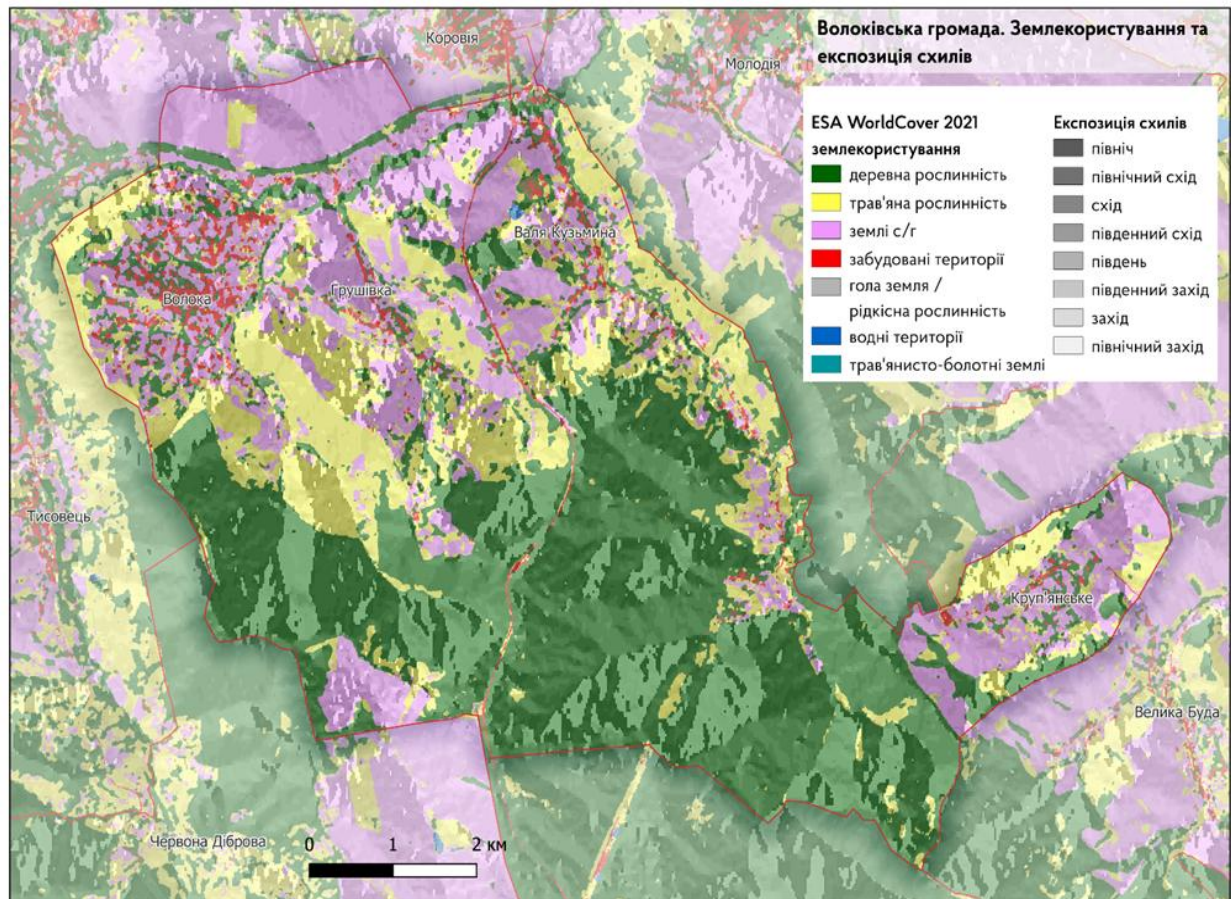 Волоківська громада. Землекористування та
експозиція схилів
ESA WorldCover 2021
землекористування
деревна рослинність
трав'яна рослинність
землі с/г
забудовані території
гола земля /
рідкісна рослинність
водні території
трав'янисто-болотні землі
Експозиція схилів
північ
північний схід
схід
південний схід
південь
південний захід
захід
північний захід
Коровія
Молодія
Валя Кузьмина
Волока
Грушівка
Тисовець
Круп'янське
Велика Буда
Червона Діброва
0 1 2 км